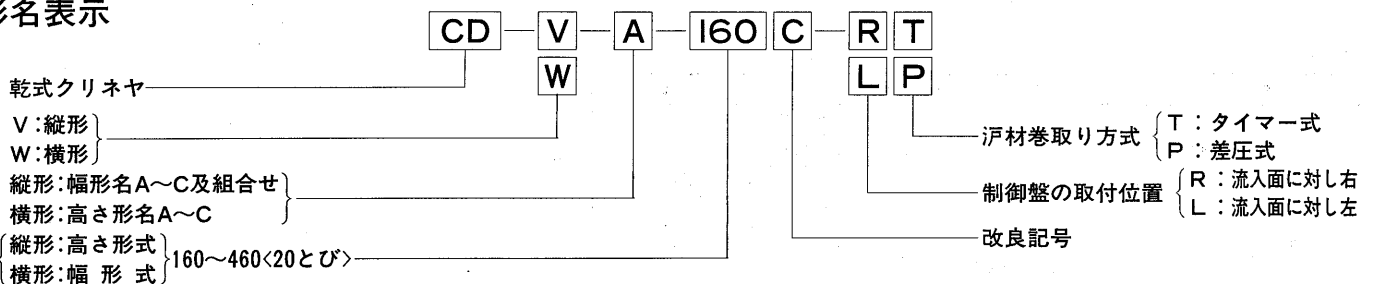 形名表示
CD－V－A－160 C－R T
W L P
乾式クリネヤ
V：縦形
W：横形
縦形：幅形名A～C及組合せ
横形：高さ形名A～C
縦形：高さ形式
横形：幅 形 式
160～460<20とび>
沪材巻取り方式
T：タイマー式
P：差圧式
制御盤の取付位置
R：流入面に対し右
L：流入面に対し左
改良記号